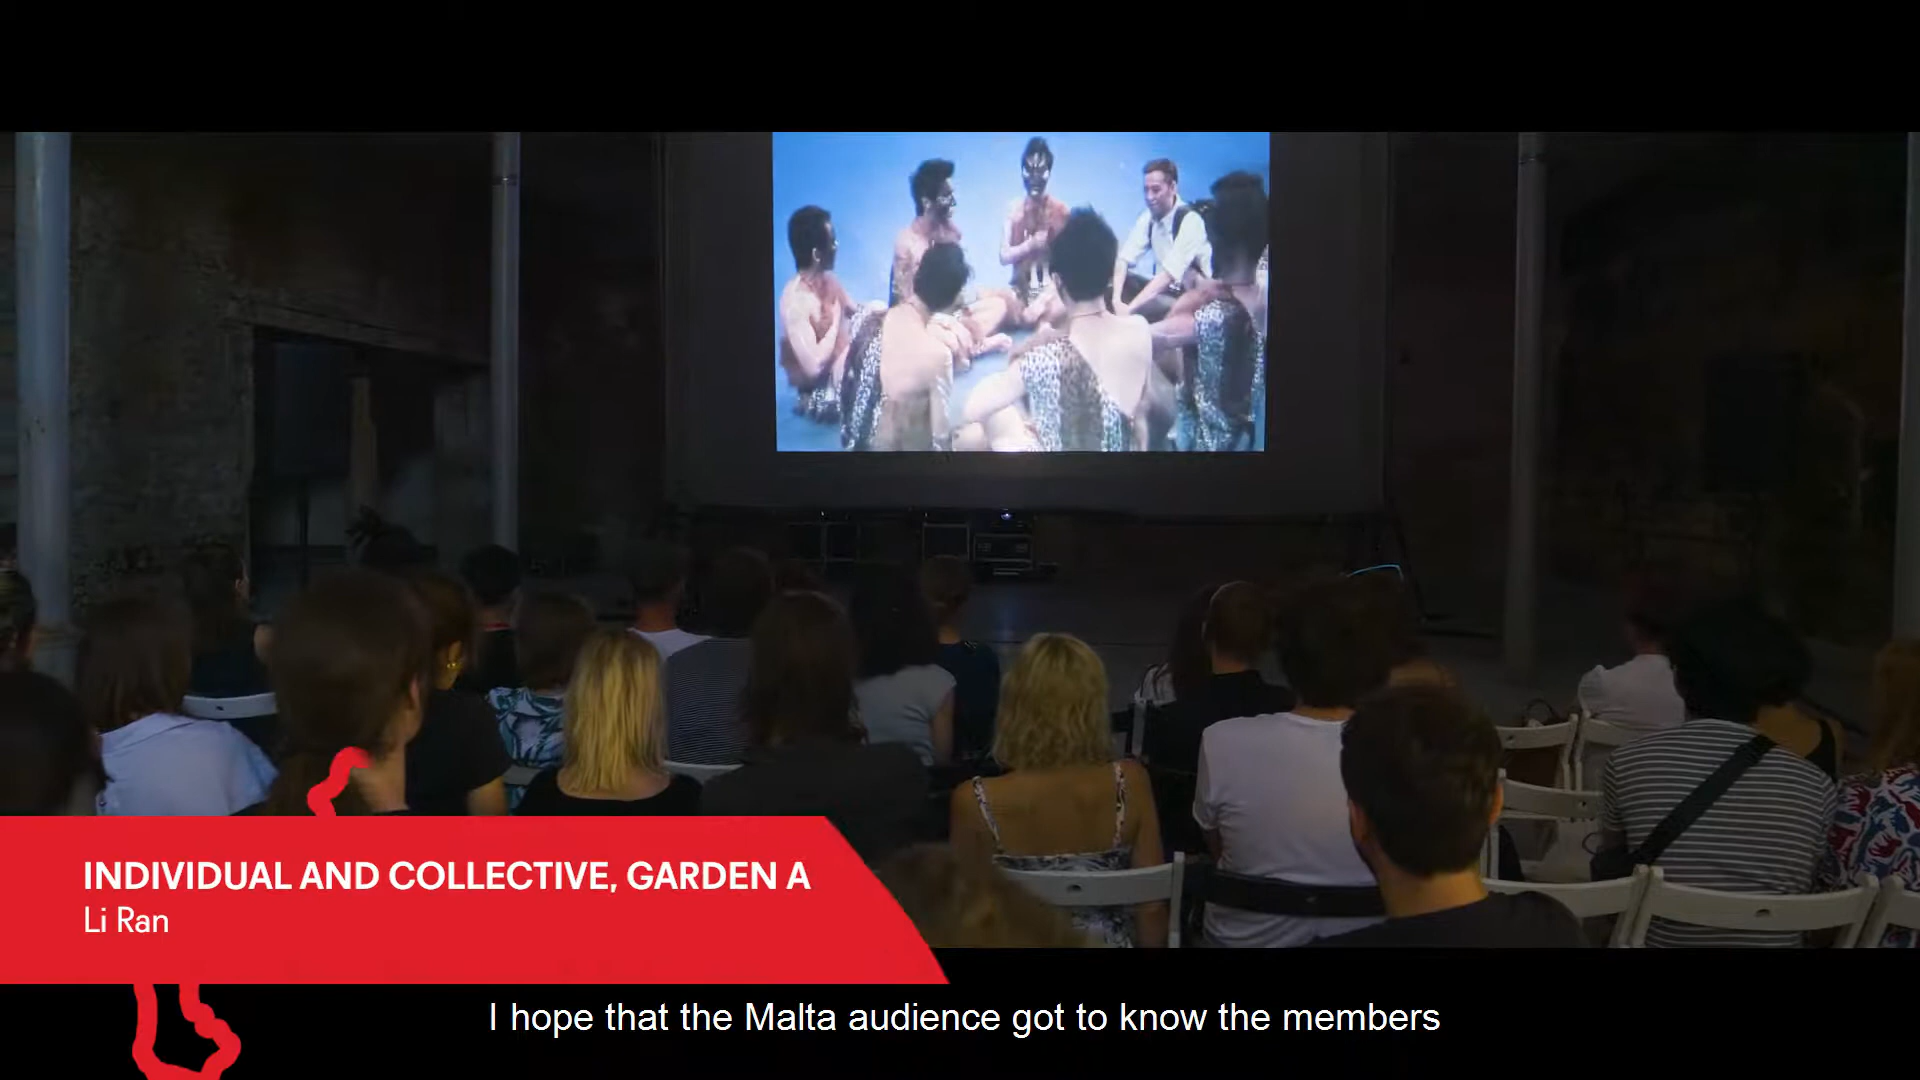 INDIVIDUAL AND COLLECTIVE, GARDEN A
Li Ran
I hope that the Malta audience got to know the members